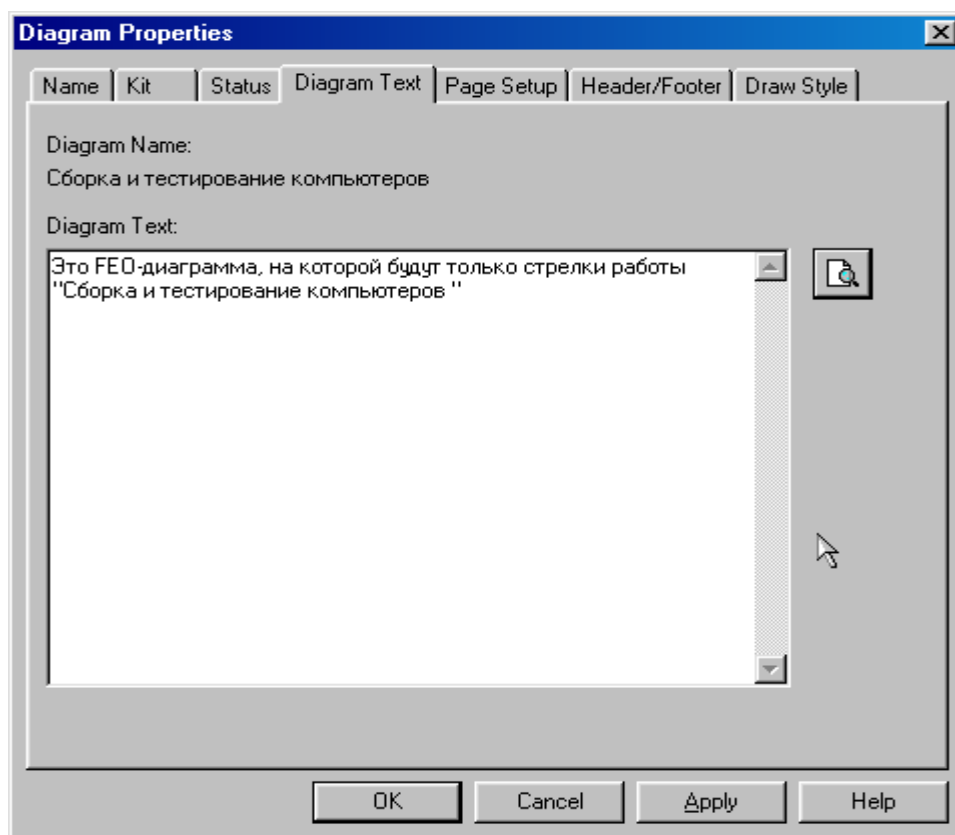 Diagram Properties
Name Kit Status Diagram Text Page Setup Header/Footer Draw Style
Diagram Name:
Сборка и тестирование компьютеров
Diagram Text:
Это FEO-диаграмма, на которой будут только стрелки работы
"Сборка и тестирование компьютеров "
OK Cancel Apply Help